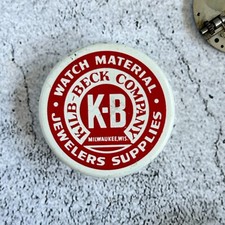 • WATCH MATERIAL •
KILB-BECK COMPANY
K-B
MILWAUKEE, WIS.
JEWELERS SUPPLIES